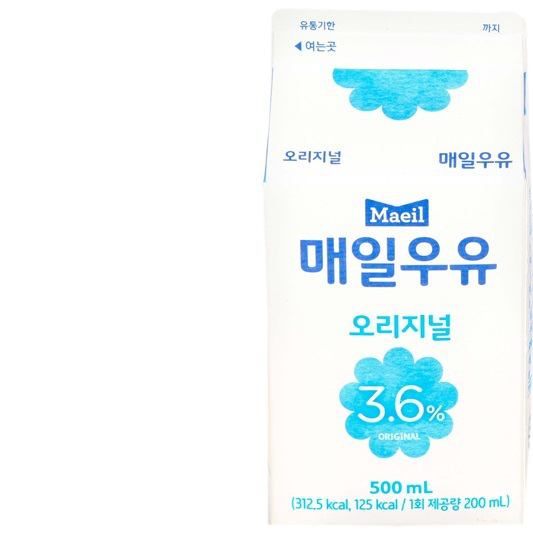 유통기한 까지
◀ 여는곳
오리지널 매일우유
Maeil
매일우유
오리지널
3.6%
ORIGINAL
500 mL
(312.5 kcal, 125 kcal / 1회 제공량 200 mL)